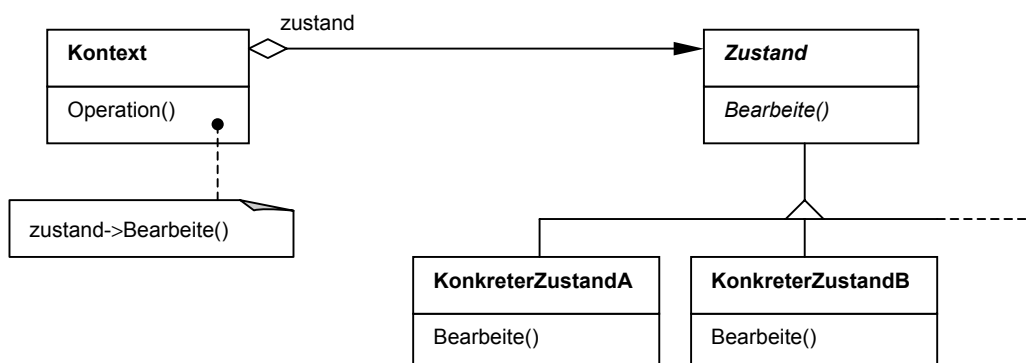 zustand
Kontext
Operation()
zustand->Bearbeite()
Zustand
Bearbeite()
KonkreterZustandA
Bearbeite()
KonkreterZustandB
Bearbeite()